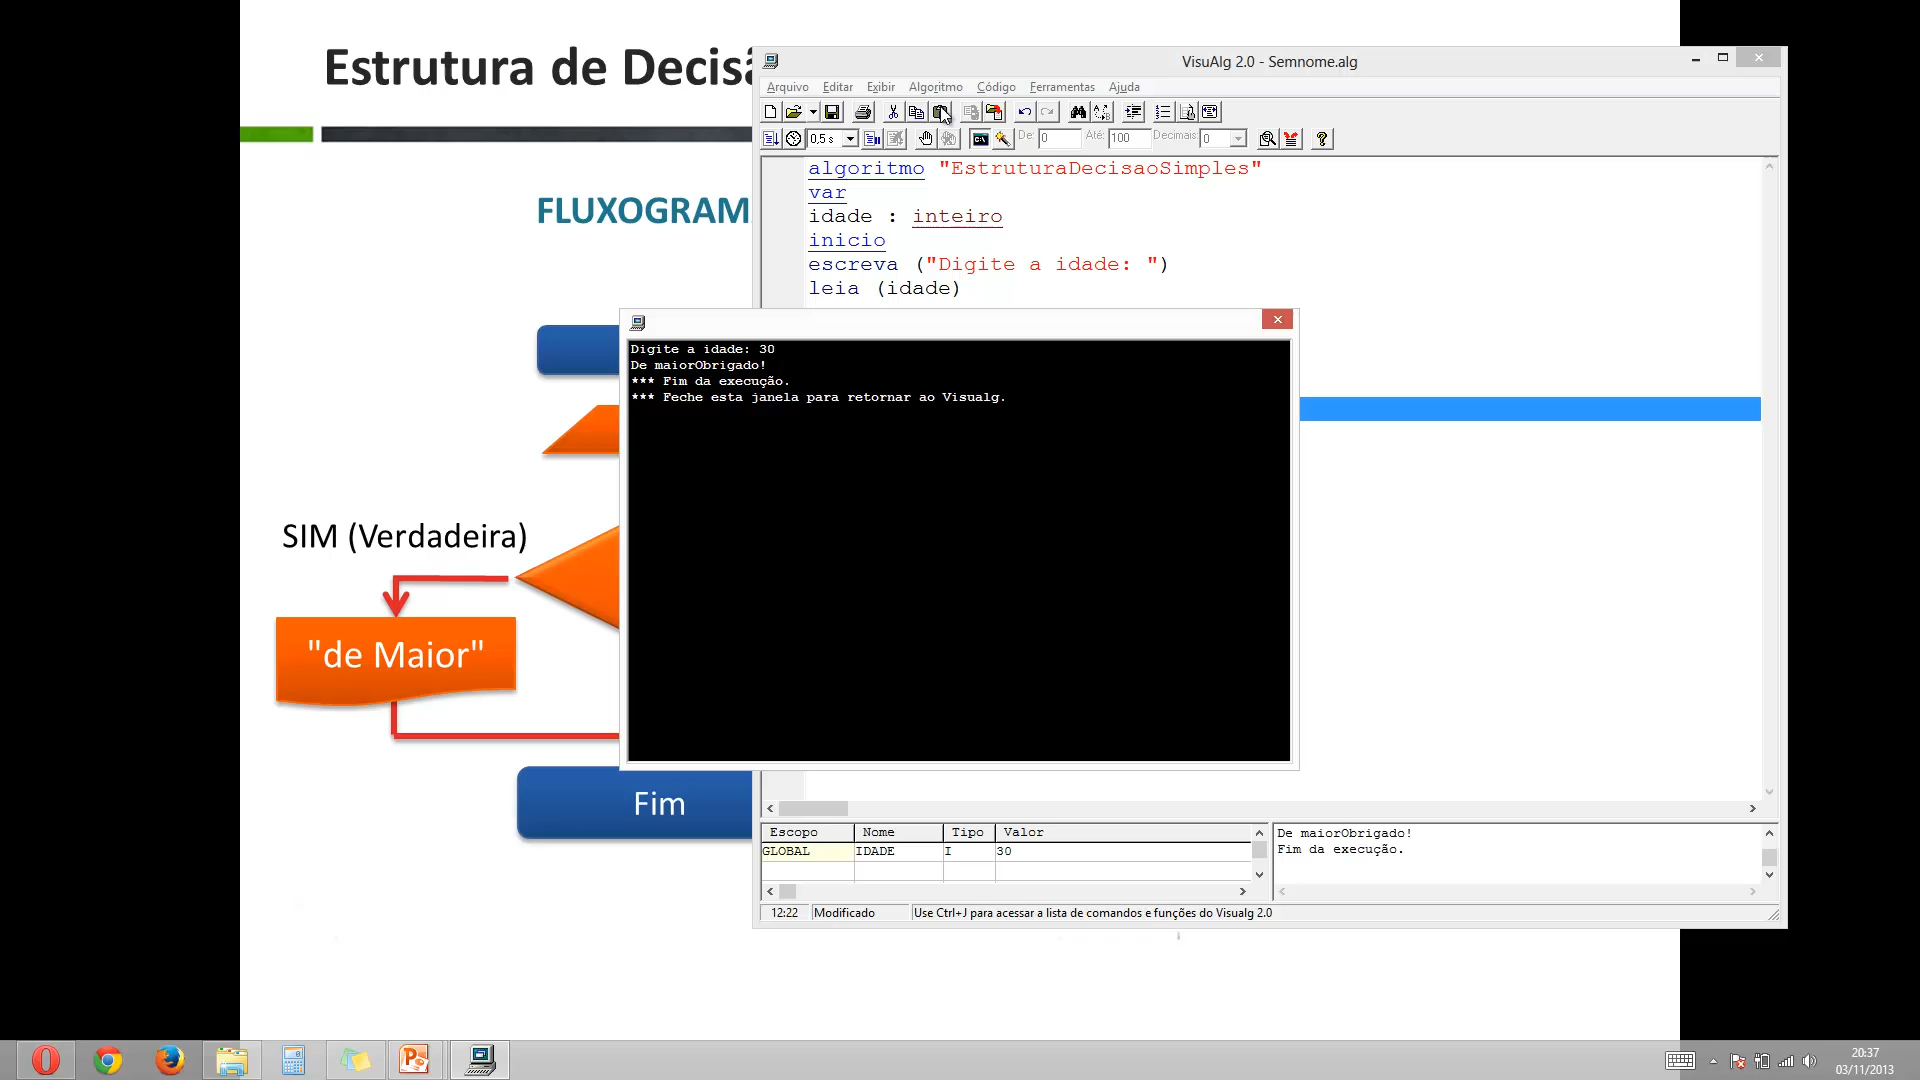 Estrutura de Decisã
FLUXOGRAM
SIM (Verdadeira)
"de Maior"
Fim
VisuAlg 2.0 - Semnome.alg
Arquivo Editar Exibir Algoritmo Código Ferramentas Ajuda
0,5 s De: 0 Até: 100 Decimais: 0
algoritmo "EstruturaDecisaoSimples"
var
idade : inteiro
inicio
escreva ("Digite a idade: ")
leia (idade)
Digite a idade: 30
De maiorObrigado!
*** Fim da execução.
*** Feche esta janela para retornar ao Visualg.
Escopo Nome Tipo Valor
GLOBAL IDADE I 30
De maiorObrigado!
Fim da execução.
12:22 Modificado Use Ctrl+J para acessar a lista de comandos e funções do Visualg 2.0
20:37
03/11/2013